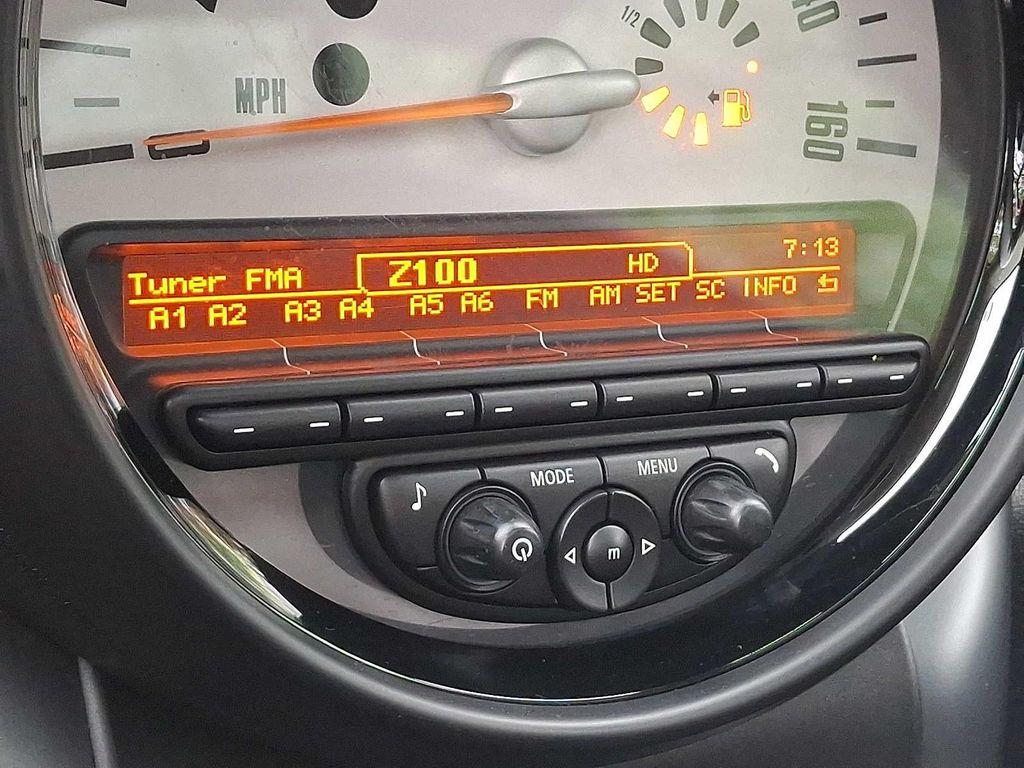 1/2
MPH
40
160
Z100 HD 7:13
Tuner FMA
A1 A2 A3 A4 A5 A6 FM AM SET SC INFO
MODE MENU
m